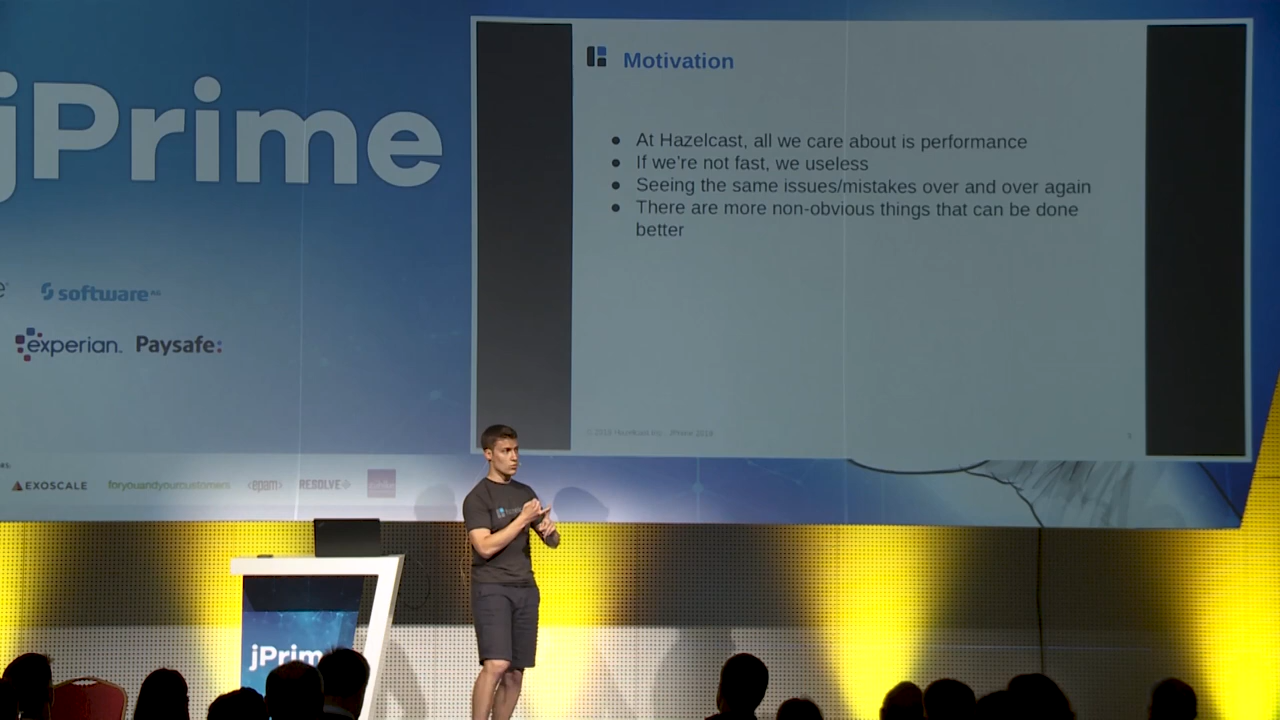 jPrime
software AG
experian.
Paysafe:
EXOSCALE
foryouandyourcustomers
<epam>
RESOLVE
Motivation
● At Hazelcast, all we care about is performance
● If we're not fast, we useless
● Seeing the same issues/mistakes over and over again
● There are more non-obvious things that can be done
better
jPrime